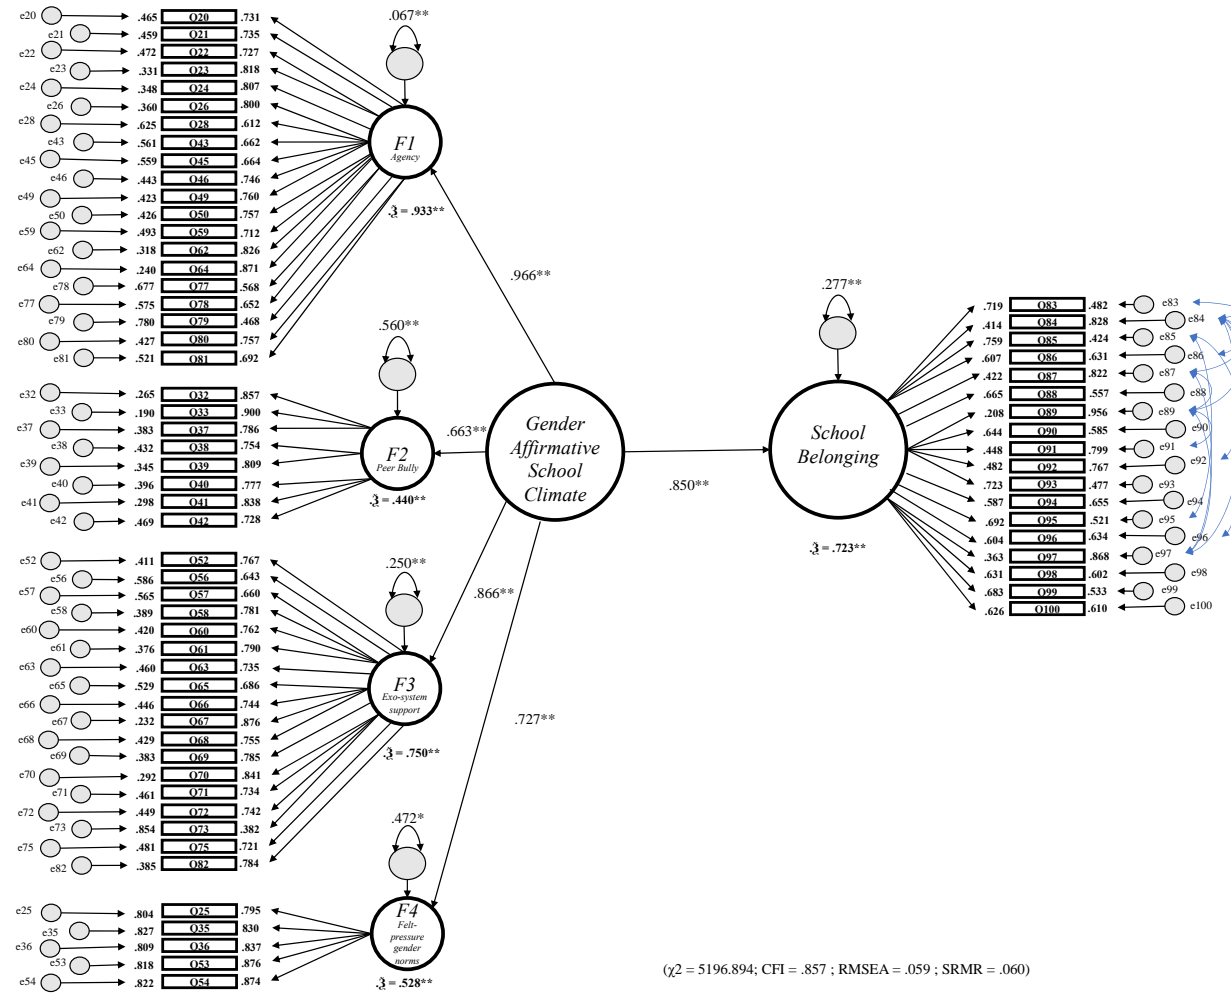 e20 .465 Q20 .731
e21 .459 Q21 .735
e22 .472 Q22 .727
e23 .331 Q23 .818
e24 .348 Q24 .807
e26 .360 Q26 .800
e28 .625 Q28 .612
e43 .561 Q43 .662
e45 .559 Q45 .664
e46 .443 Q46 .746
e49 .423 Q49 .760
e50 .426 Q50 .757
e59 .493 Q59 .712
e62 .318 Q62 .826
e64 .240 Q64 .871
e78 .677 Q77 .568
e77 .575 Q78 .652
e79 .780 Q79 .468
e80 .427 Q80 .757
e81 .521 Q81 .692
.067**
F1
Agency
= .933**
.966**
e32 .265 Q32 .857
e33 .190 Q33 .900
e37 .383 Q37 .786
e38 .432 Q38 .754
e39 .345 Q39 .809
e40 .396 Q40 .777
e41 .298 Q41 .838
e42 .469 Q42 .728
.560**
F2
Peer Bully
= .440**
.663**
Gender
Affirmative
School
Climate
.850**
.277**
School
Belonging
= .723**
.719 Q83 .482 e83
.414 Q84 .828 e84
.759 Q85 .424 e85
.607 Q86 .631 e86
.422 Q87 .822 e87
.665 Q88 .557 e88
.208 Q89 .956 e89
.644 Q90 .585 e90
.448 Q91 .799 e91
.482 Q92 .767 e92
.723 Q93 .477 e93
.587 Q94 .655 e94
.692 Q95 .521 e95
.604 Q96 .634 e96
.363 Q97 .868 e97
.631 Q98 .602 e98
.683 Q99 .533 e99
.626 Q100 .610 e100
e52 .411 Q52 .767
e56 .586 Q56 .643
e57 .565 Q57 .660
e58 .389 Q58 .781
e60 .420 Q60 .762
e61 .376 Q61 .790
e63 .460 Q63 .735
e65 .529 Q65 .686
e66 .446 Q66 .744
e67 .232 Q67 .876
e68 .429 Q68 .755
e69 .383 Q69 .785
e70 .292 Q70 .841
e71 .461 Q71 .734
e72 .449 Q72 .742
e73 .854 Q73 .382
e75 .481 Q75 .721
e82 .385 Q82 .784
.250**
F3
Exo-system
support
= .750**
.866**
.727**
e25 .804 Q25 .795
e35 .827 Q35 830
e36 .809 Q36 .837
e53 .818 Q53 .876
e54 .822 Q54 .874
.472*
F4
Felt-
pressure
gender
norms
= .528**
(χ2 = 5196.894; CFI = .857 ; RMSEA = .059 ; SRMR = .060)